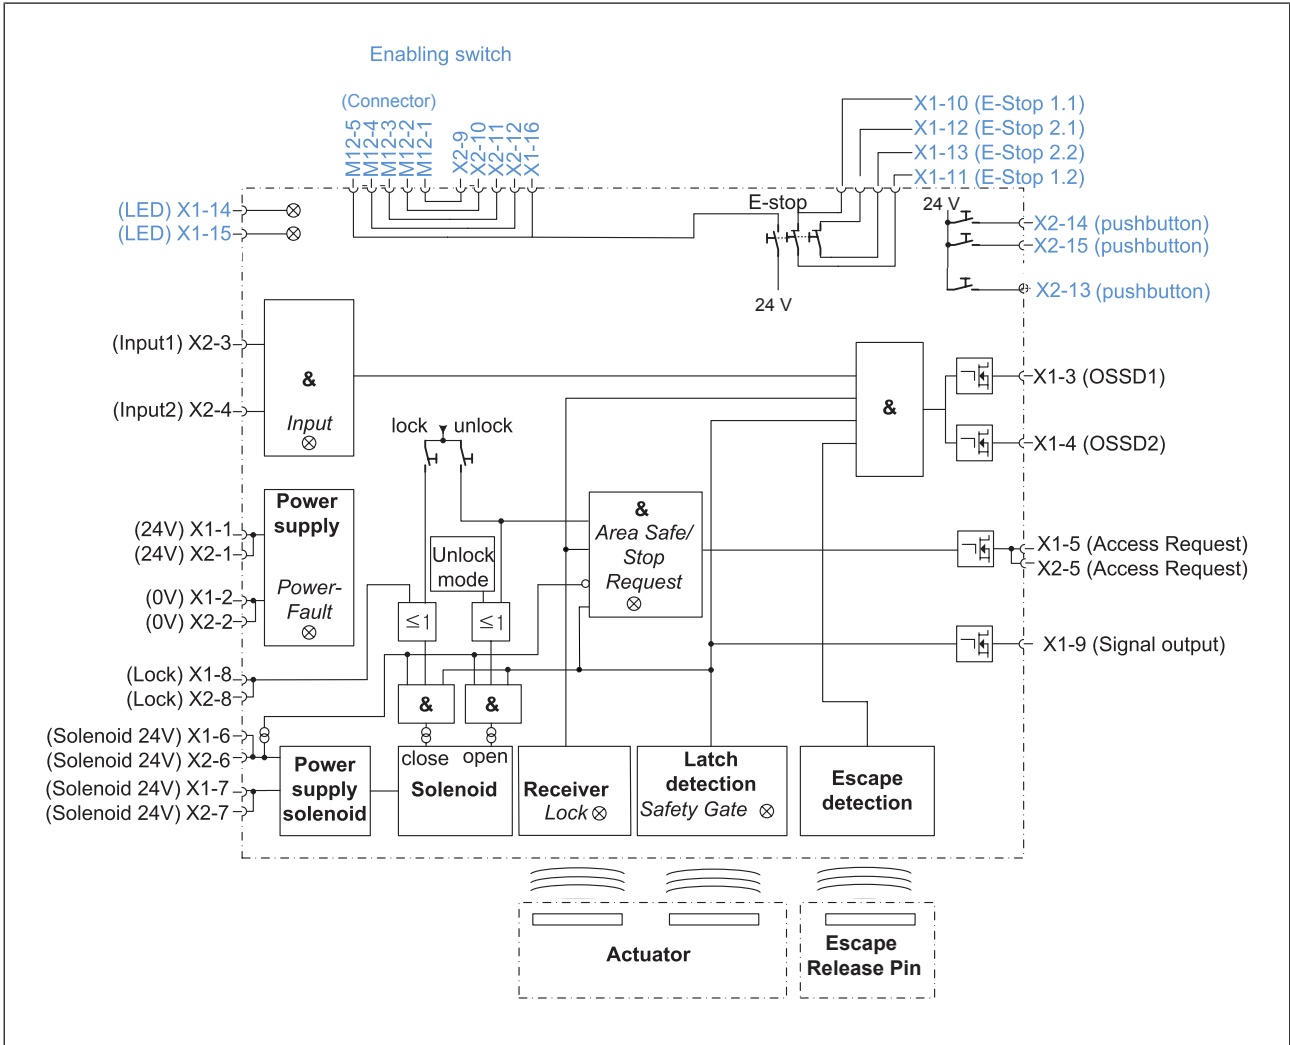 Enabling switch
(Connector)
M12-5
M12-4
M12-3
M12-2
M12-1
X2-9
X2-10
X2-11
X2-12
X1-16
X1-10 (E-Stop 1.1)
X1-12 (E-Stop 2.1)
X1-13 (E-Stop 2.2)
X1-11 (E-Stop 1.2)
(LED) X1-14
(LED) X1-15
E-stop
24 V
24 V
X2-14 (pushbutton)
X2-15 (pushbutton)
X2-13 (pushbutton)
(Input1) X2-3
(Input2) X2-4
&
Input
lock
unlock
&
X1-3 (OSSD1)
X1-4 (OSSD2)
Power
supply
Power-
Fault
(24V) X1-1
(24V) X2-1
(0V) X1-2
(0V) X2-2
Unlock
mode
&
Area Safe/
Stop
Request
X1-5 (Access Request)
X2-5 (Access Request)
≤1
≤1
X1-9 (Signal output)
(Lock) X1-8
(Lock) X2-8
&
&
(Solenoid 24V) X1-6
(Solenoid 24V) X2-6
(Solenoid 24V) X1-7
(Solenoid 24V) X2-7
Power
supply
solenoid
close
open
Solenoid
Receiver
Lock
Latch
detection
Safety Gate
Escape
detection
Actuator
Escape
Release Pin